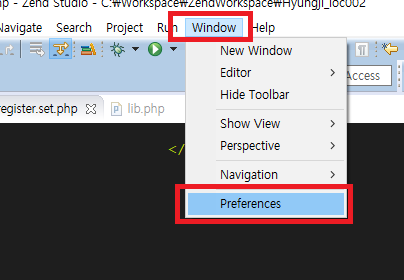 np - Zend Studio - C:₩Workspace₩ZendWorkspace₩Hyungji_loc002
Search Project Run Window Help
New Window
Editor
Access
Hide Toolbar
register.set.php lib.php
Show View
</
Perspective
Navigation
Preferences